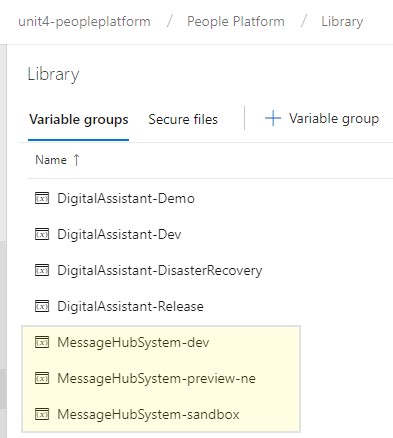 unit4-peopleplatform / People Platform / Library
Library
Variable groups Secure files + Variable group
Name ↑
DigitalAssistant-Demo
DigitalAssistant-Dev
DigitalAssistant-DisasterRecovery
DigitalAssistant-Release
MessageHubSystem-dev
MessageHubSystem-preview-ne
MessageHubSystem-sandbox